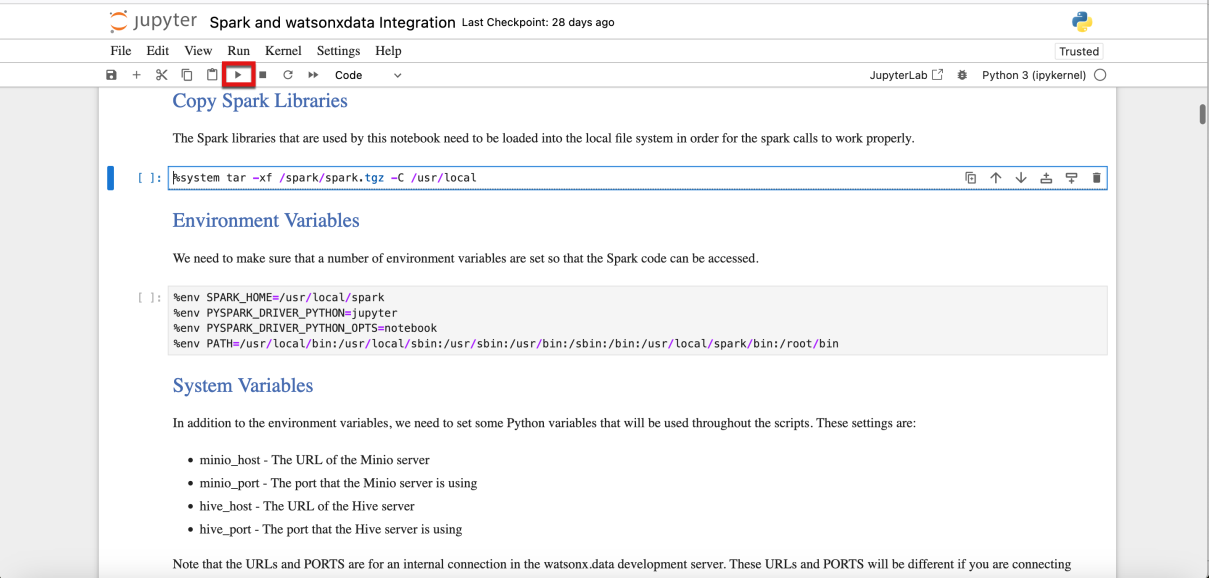 jupyter Spark and watsonxdata Integration Last Checkpoint: 28 days ago
File Edit View Run Kernel Settings Help
Trusted
Code
JupyterLab
Python 3 (ipykernel)
Copy Spark Libraries
The Spark libraries that are used by this notebook need to be loaded into the local file system in order for the spark calls to work properly.
[ ]: %system tar -xf /spark/spark.tgz -C /usr/local
Environment Variables
We need to make sure that a number of environment variables are set so that the Spark code can be accessed.
[ ]: %env SPARK_HOME=/usr/local/spark
%env PYSPARK_DRIVER_PYTHON=jupyter
%env PYSPARK_DRIVER_PYTHON_OPTS=notebook
%env PATH=/usr/local/bin:/usr/local/sbin:/usr/sbin:/usr/bin:/sbin:/bin:/usr/local/spark/bin:/root/bin
System Variables
In addition to the environment variables, we need to set some Python variables that will be used throughout the scripts. These settings are:
• minio_host - The URL of the Minio server
• minio_port - The port that the Minio server is using
• hive_host - The URL of the Hive server
• hive_port - The port that the Hive server is using
Note that the URLs and PORTS are for an internal connection in the watsonx.data development server. These URLs and PORTS will be different if you are connecting